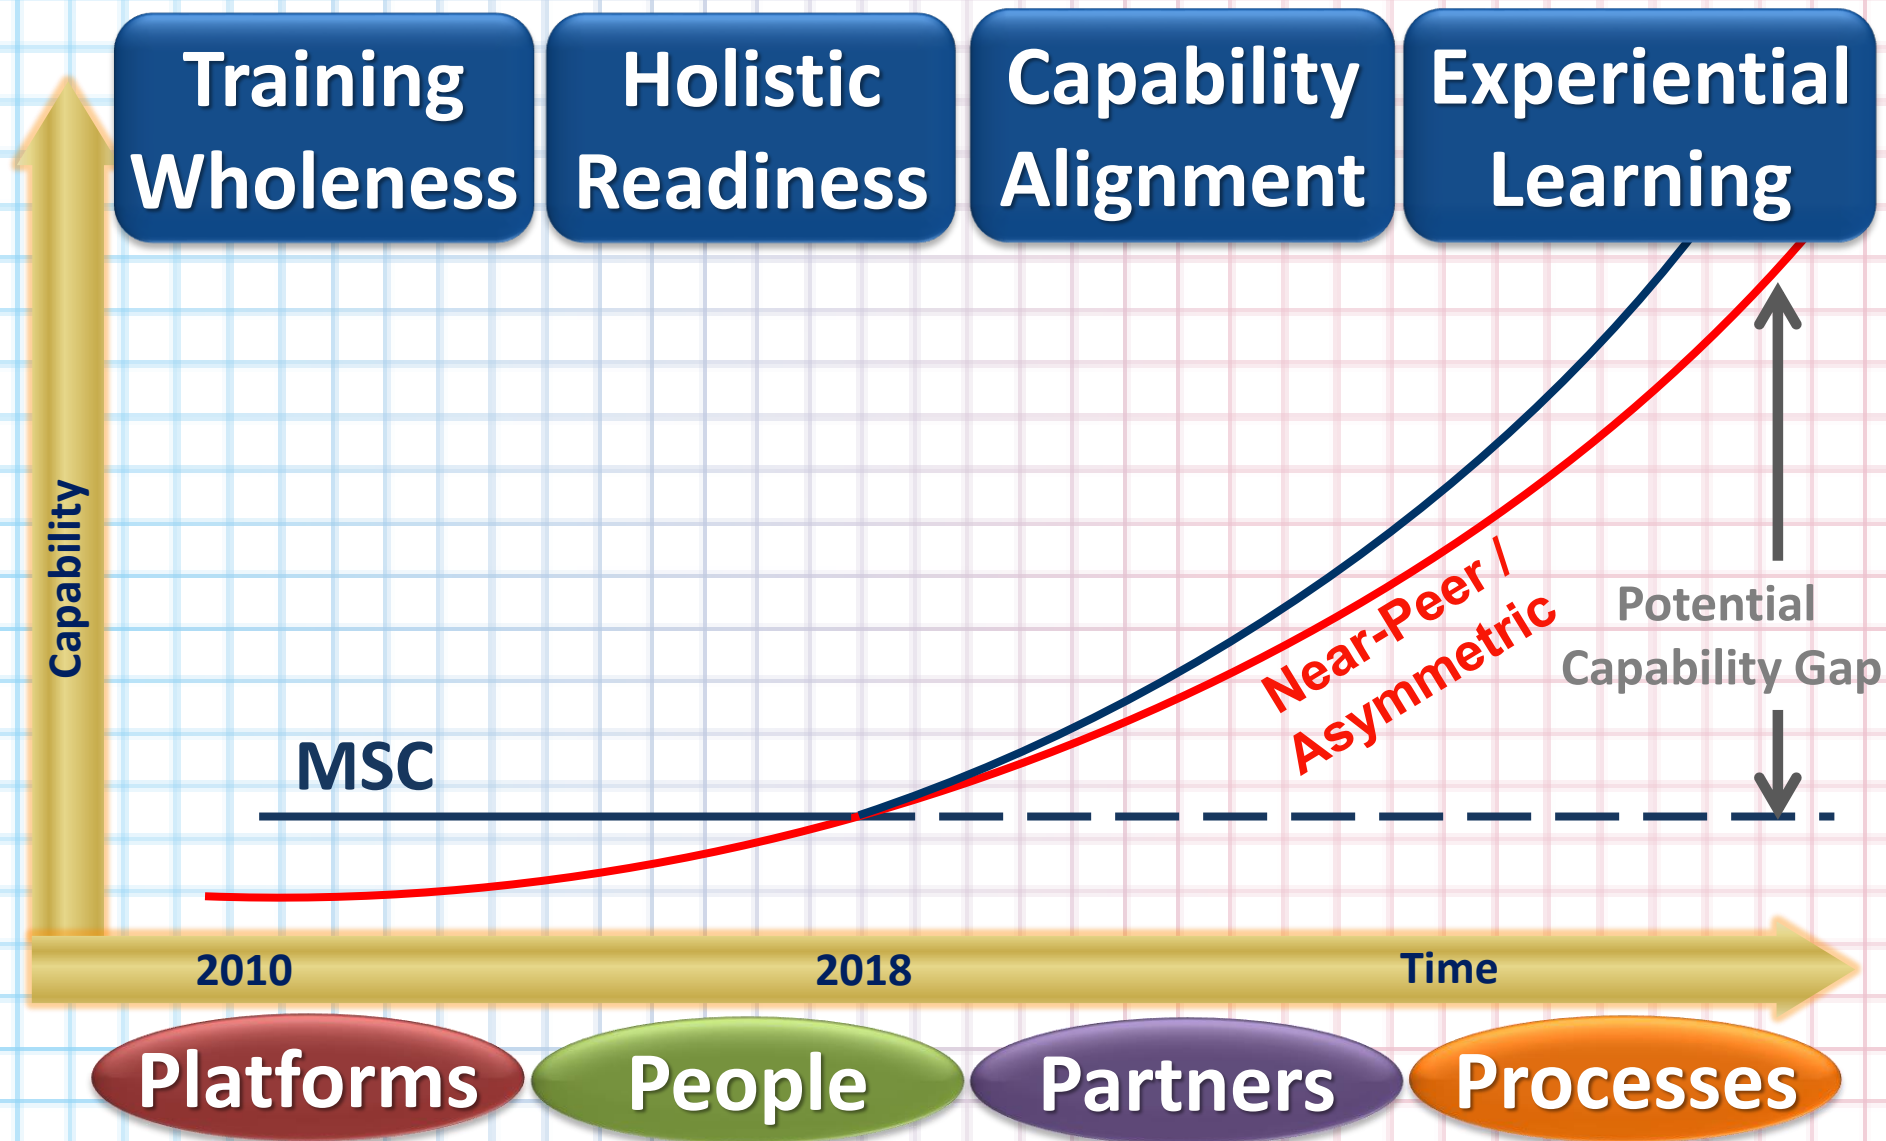 Training
Wholeness
Holistic
Readiness
Capability
Alignment
Experiential
Learning
Capability
MSC
Near-Peer /
Asymmetric
Potential
Capability Gap
2010
2018
Time
Platforms
People
Partners
Processes